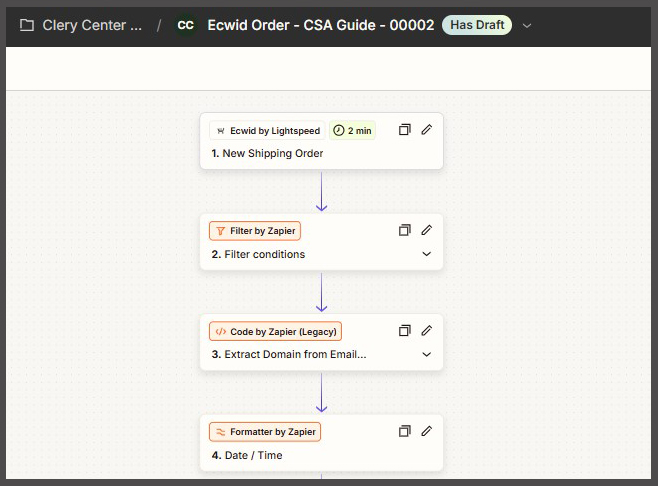 Clery Center ... / CC Ecwid Order - CSA Guide - 00002 Has Draft
Ecwid by Lightspeed 2 min
1. New Shipping Order
Filter by Zapier
2. Filter conditions
Code by Zapier (Legacy)
3. Extract Domain from Email...
Formatter by Zapier
4. Date / Time